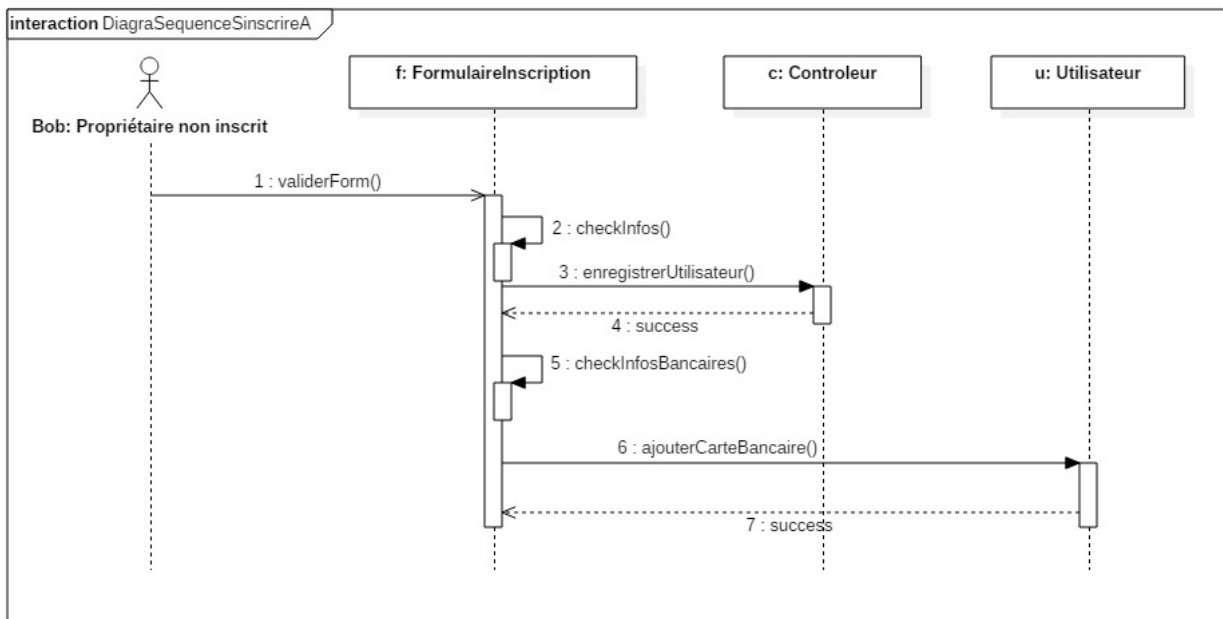 interaction DiagraSequenceSinscrireA
f: FormulaireInscription
c: Controleur
u: Utilisateur
Bob: Propriétaire non inscrit
1 : validerForm()
2 : checkInfos()
3 : enregistrerUtilisateur()
4 : success
5 : checkInfosBancaires()
6 : ajouterCarteBancaire()
7 : success